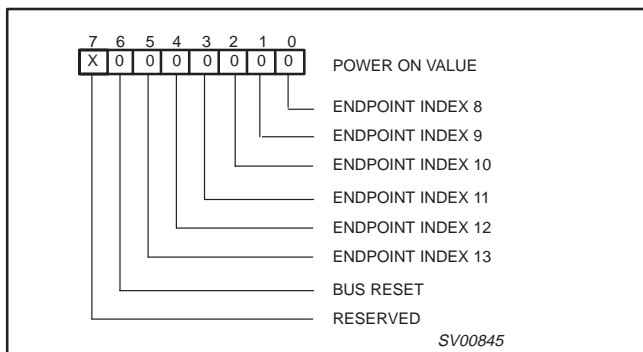 7 6 5 4 3 2 1 0
X 0 0 0 0 0 0 0 POWER ON VALUE
ENDPOINT INDEX 8
ENDPOINT INDEX 9
ENDPOINT INDEX 10
ENDPOINT INDEX 11
ENDPOINT INDEX 12
ENDPOINT INDEX 13
BUS RESET
RESERVED
SV00845